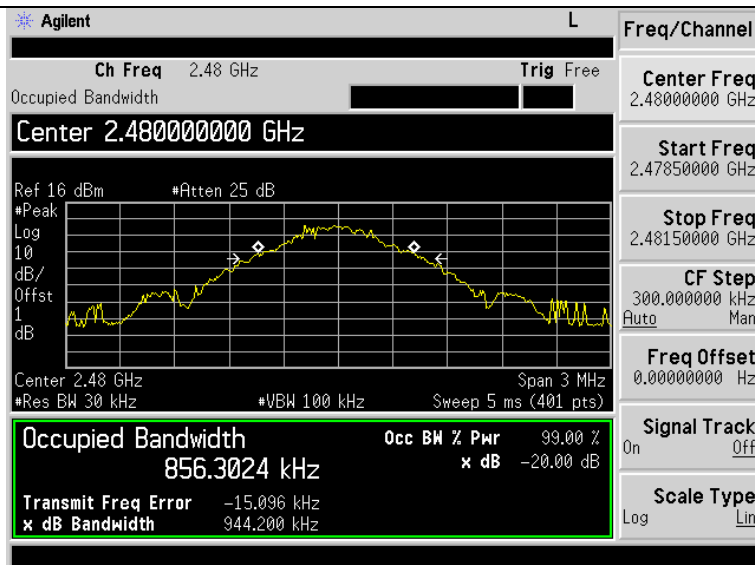 Agilent L
Ch Freq 2.48 GHz Trig Free
Occupied Bandwidth
Center 2.480000000 GHz
Ref 16 dBm #Atten 25 dB
#Peak
Log
10
dB/
Offst
1
dB
Center 2.48 GHz Span 3 MHz
#Res BW 30 kHz #VBW 100 kHz Sweep 5 ms (401 pts)
Occupied Bandwidth Occ BW % Pwr 99.00 %
856.3024 kHz x dB -20.00 dB
Transmit Freq Error -15.096 kHz
x dB Bandwidth 944.200 kHz
Freq/Channel
Center Freq
2.48000000 GHz
Start Freq
2.47850000 GHz
Stop Freq
2.48150000 GHz
CF Step
300.000000 kHz
Auto Man
Freq Offset
0.00000000 Hz
Signal Track
On Off
Scale Type
Log Lin